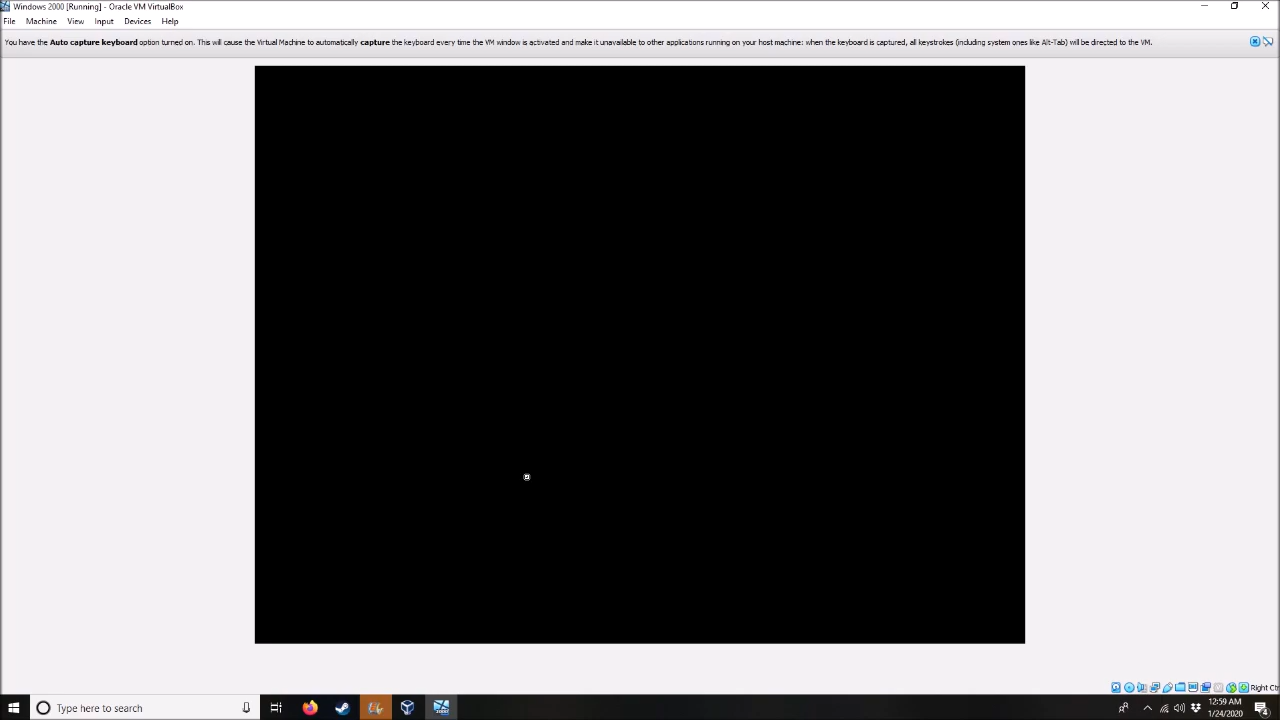 Windows 2000 [Running] - Oracle VM VirtualBox
File Machine View Input Devices Help
You have the Auto capture keyboard option turned on. This will cause the Virtual Machine to automatically capture the keyboard every time the VM window is activated and make it unavailable to other applications running on your host machine: when the keyboard is captured, all keystrokes (including system ones like Alt-Tab) will be directed to the VM.
Right Ctr
Type here to search
12:59 AM
1/24/2020
4